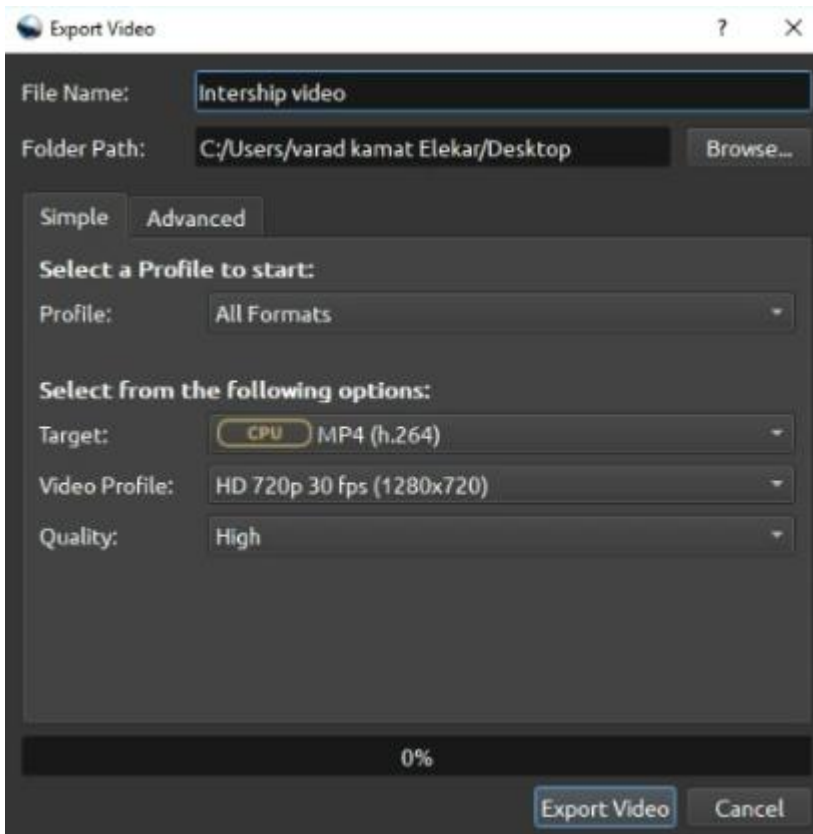 Export Video ? ×
File Name: Intership video
Folder Path: C:/Users/varad kamat Elekar/Desktop Browse...
Simple Advanced
Select a Profile to start:
Profile: All Formats
Select from the following options:
Target: CPU MP4 (h.264)
Video Profile: HD 720p 30 fps (1280x720)
Quality: High
0%
Export Video Cancel